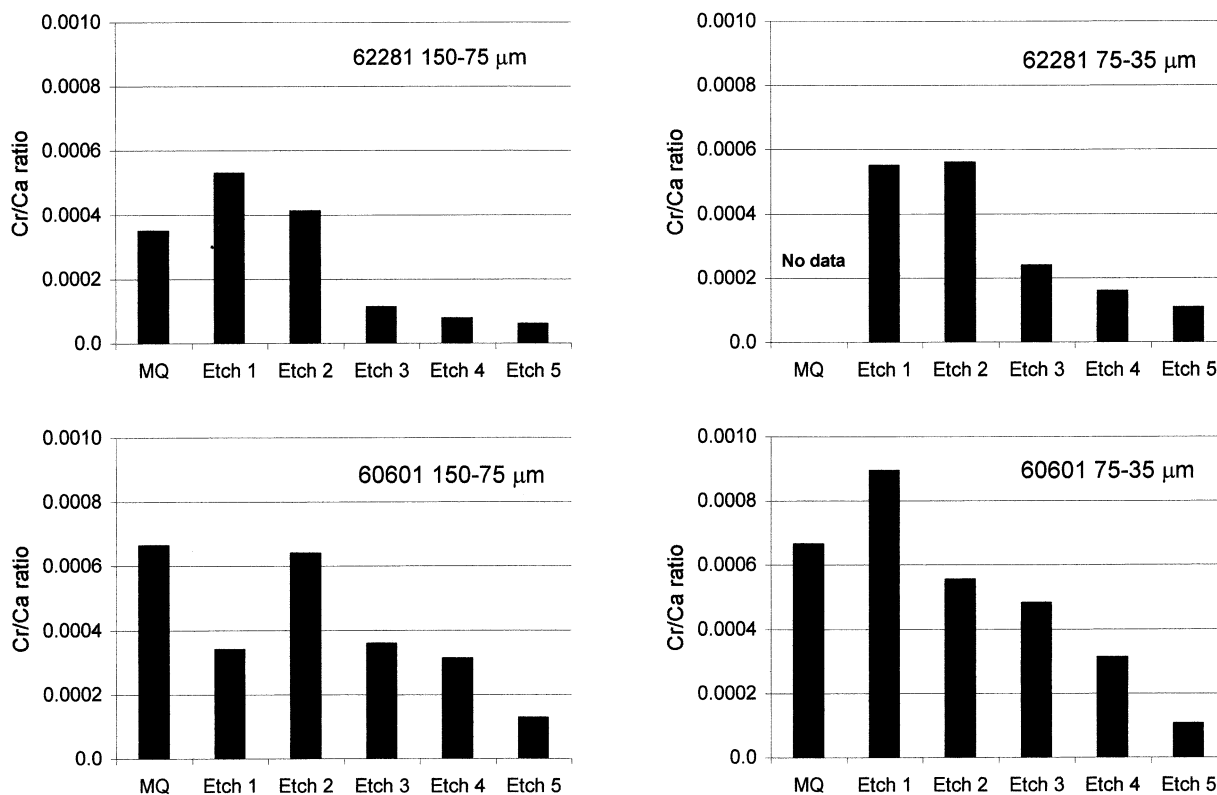 62281 150-75 μm
Cr/Ca ratio
0.0010
0.0008
0.0006
0.0004
0.0002
0.0
MQ Etch 1 Etch 2 Etch 3 Etch 4 Etch 5
62281 75-35 μm
Cr/Ca ratio
0.0010
0.0008
0.0006
0.0004
0.0002
0.0
No data
MQ Etch 1 Etch 2 Etch 3 Etch 4 Etch 5
60601 150-75 μm
Cr/Ca ratio
0.0010
0.0008
0.0006
0.0004
0.0002
0.0
MQ Etch 1 Etch 2 Etch 3 Etch 4 Etch 5
60601 75-35 μm
Cr/Ca ratio
0.0010
0.0008
0.0006
0.0004
0.0002
0.0
MQ Etch 1 Etch 2 Etch 3 Etch 4 Etch 5